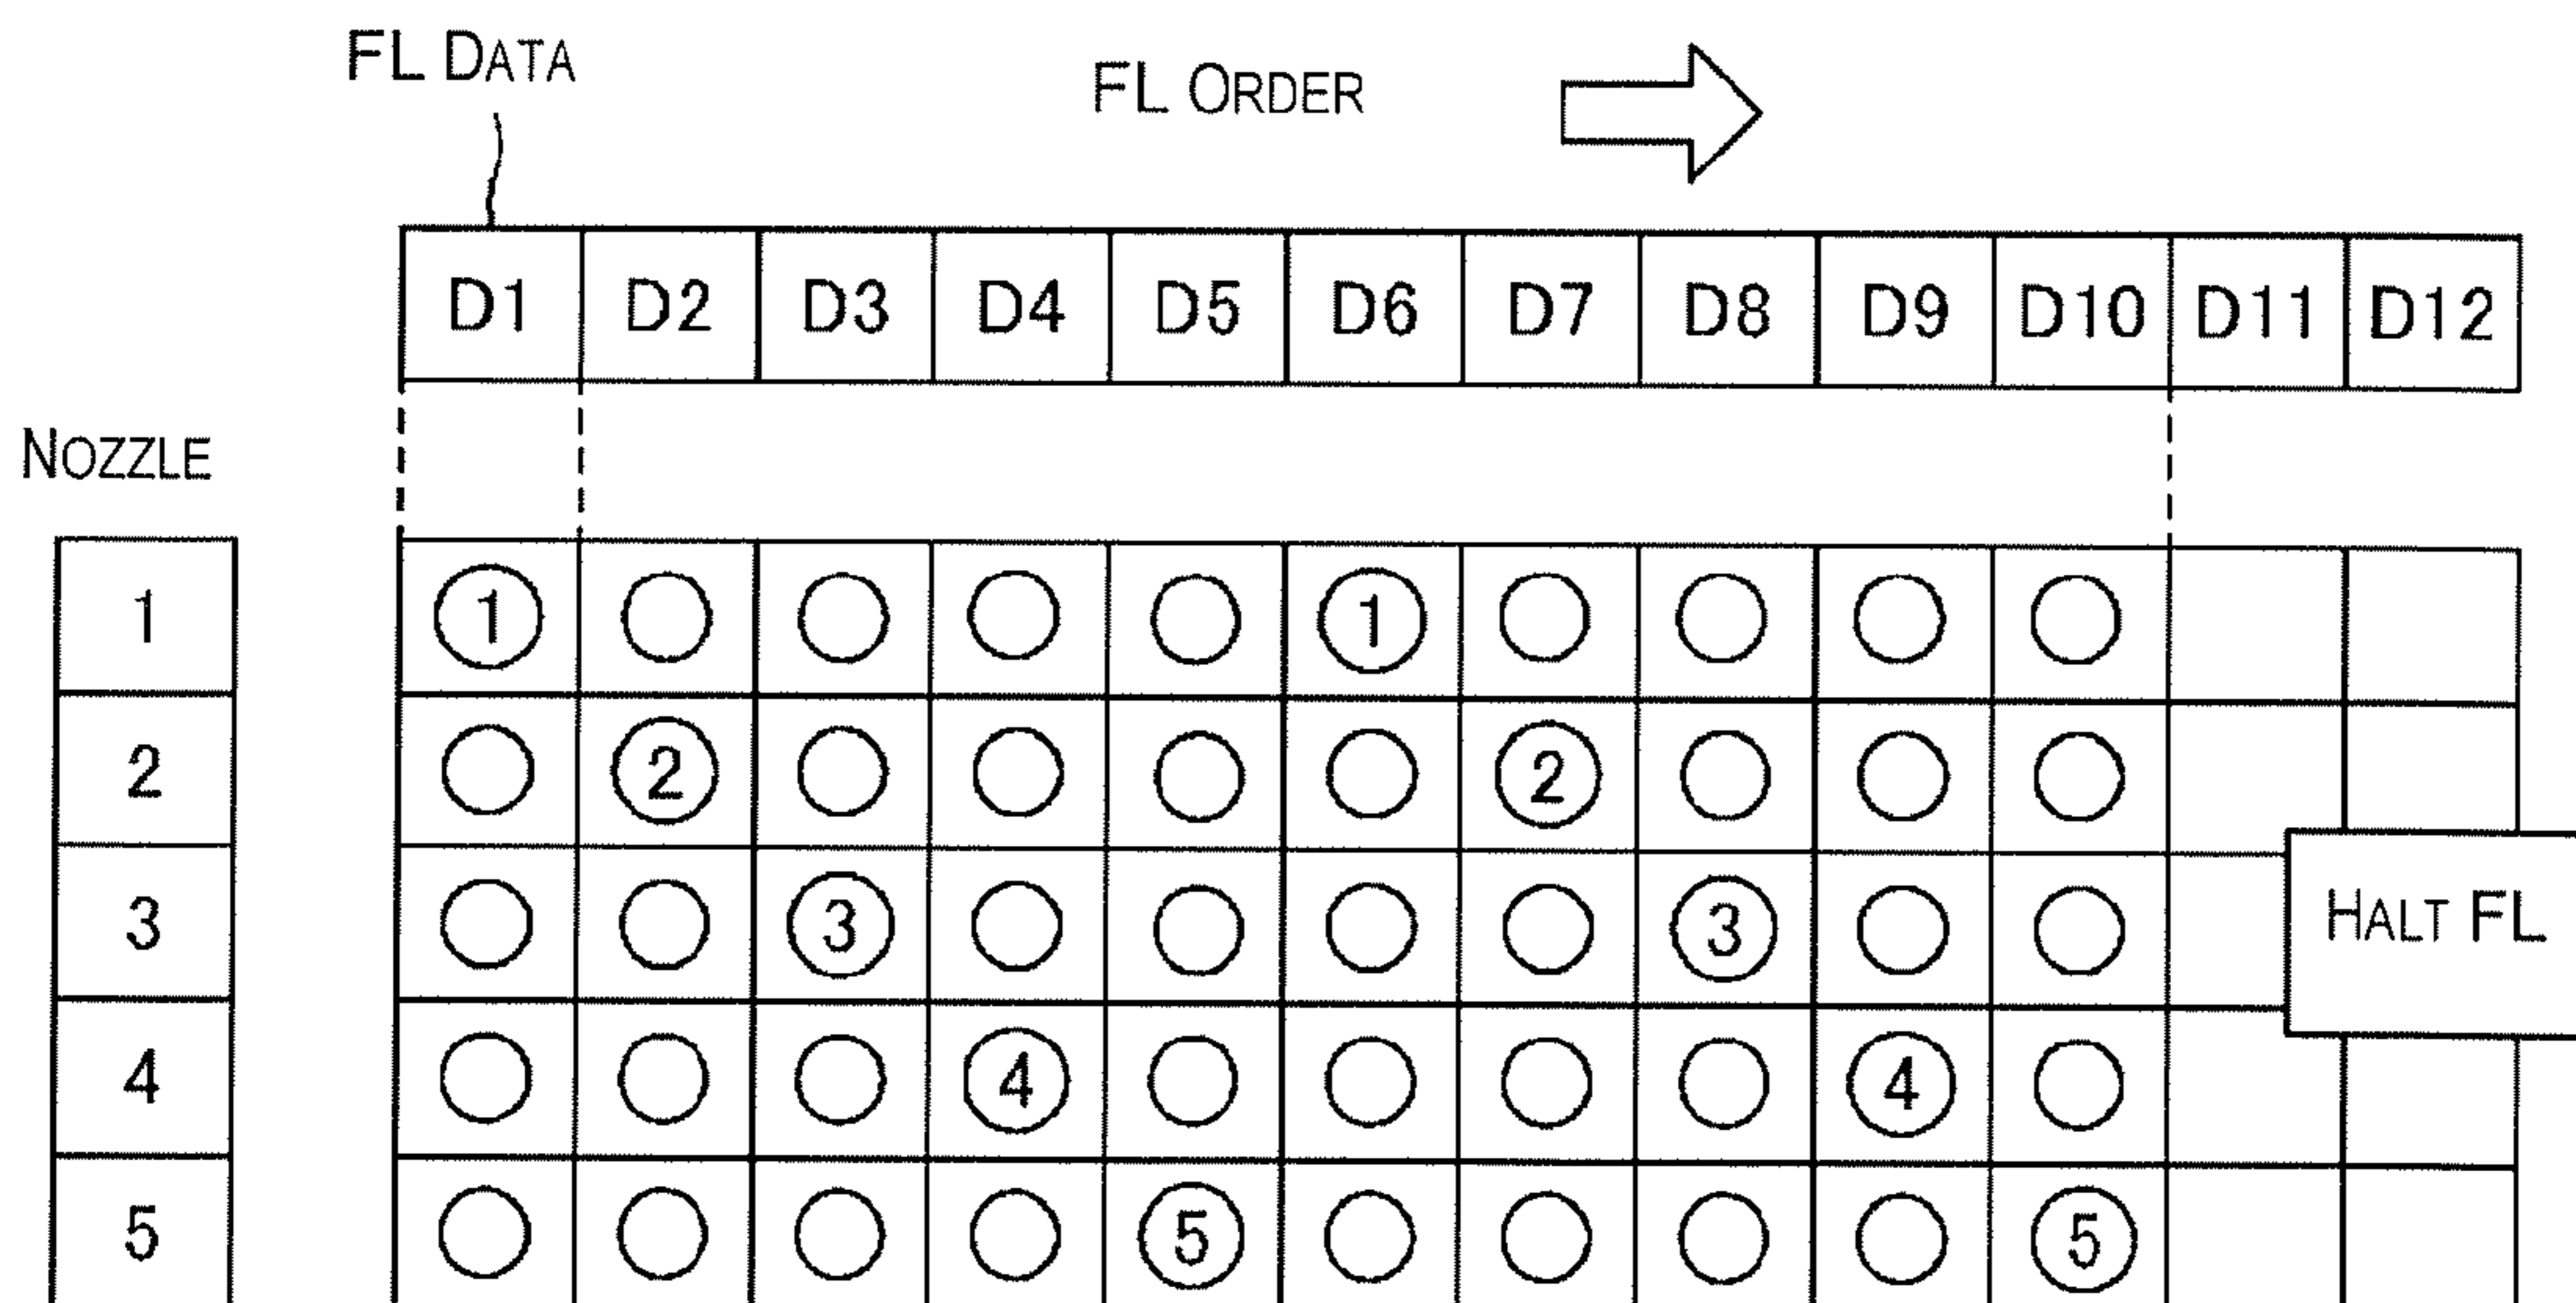 FL DATA
FL ORDER
D1 D2 D3 D4 D5 D6 D7 D8 D9 D10 D11 D12
NOZZLE
1 1 1
2 2 2
3 3 3 HALT FL
4 4 4
5 5 5